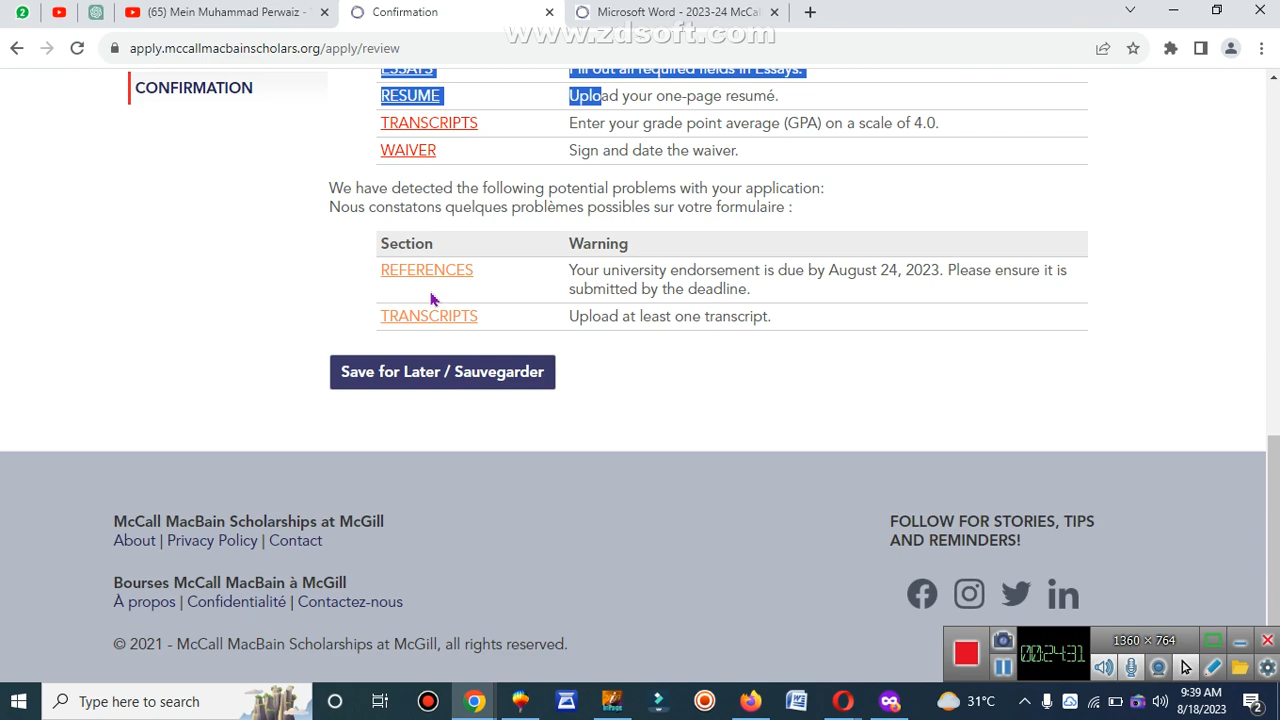 (65) Mein Muhammad Perwaiz -
Confirmation
Microsoft Word - 2023-24 McCal
apply.mccallmacbainscholars.org/apply/review
www.zdsoft.com
CONFIRMATION
ESSAYS Fill out all required fields in Essays.
RESUME Upload your one-page resumé.
TRANSCRIPTS Enter your grade point average (GPA) on a scale of 4.0.
WAIVER Sign and date the waiver.
We have detected the following potential problems with your application:
Nous constatons quelques problèmes possibles sur votre formulaire :
Section Warning
REFERENCES Your university endorsement is due by August 24, 2023. Please ensure it is
submitted by the deadline.
TRANSCRIPTS Upload at least one transcript.
Save for Later / Sauvegarder
McCall MacBain Scholarships at McGill
About | Privacy Policy | Contact
Bourses McCall MacBain à McGill
À propos | Confidentialité | Contactez-nous
© 2021 - McCall MacBain Scholarships at McGill, all rights reserved.
FOLLOW FOR STORIES, TIPS
AND REMINDERS!
1360 × 764
00:24:31
Type here to search
31°C
9:39 AM
8/18/2023
2